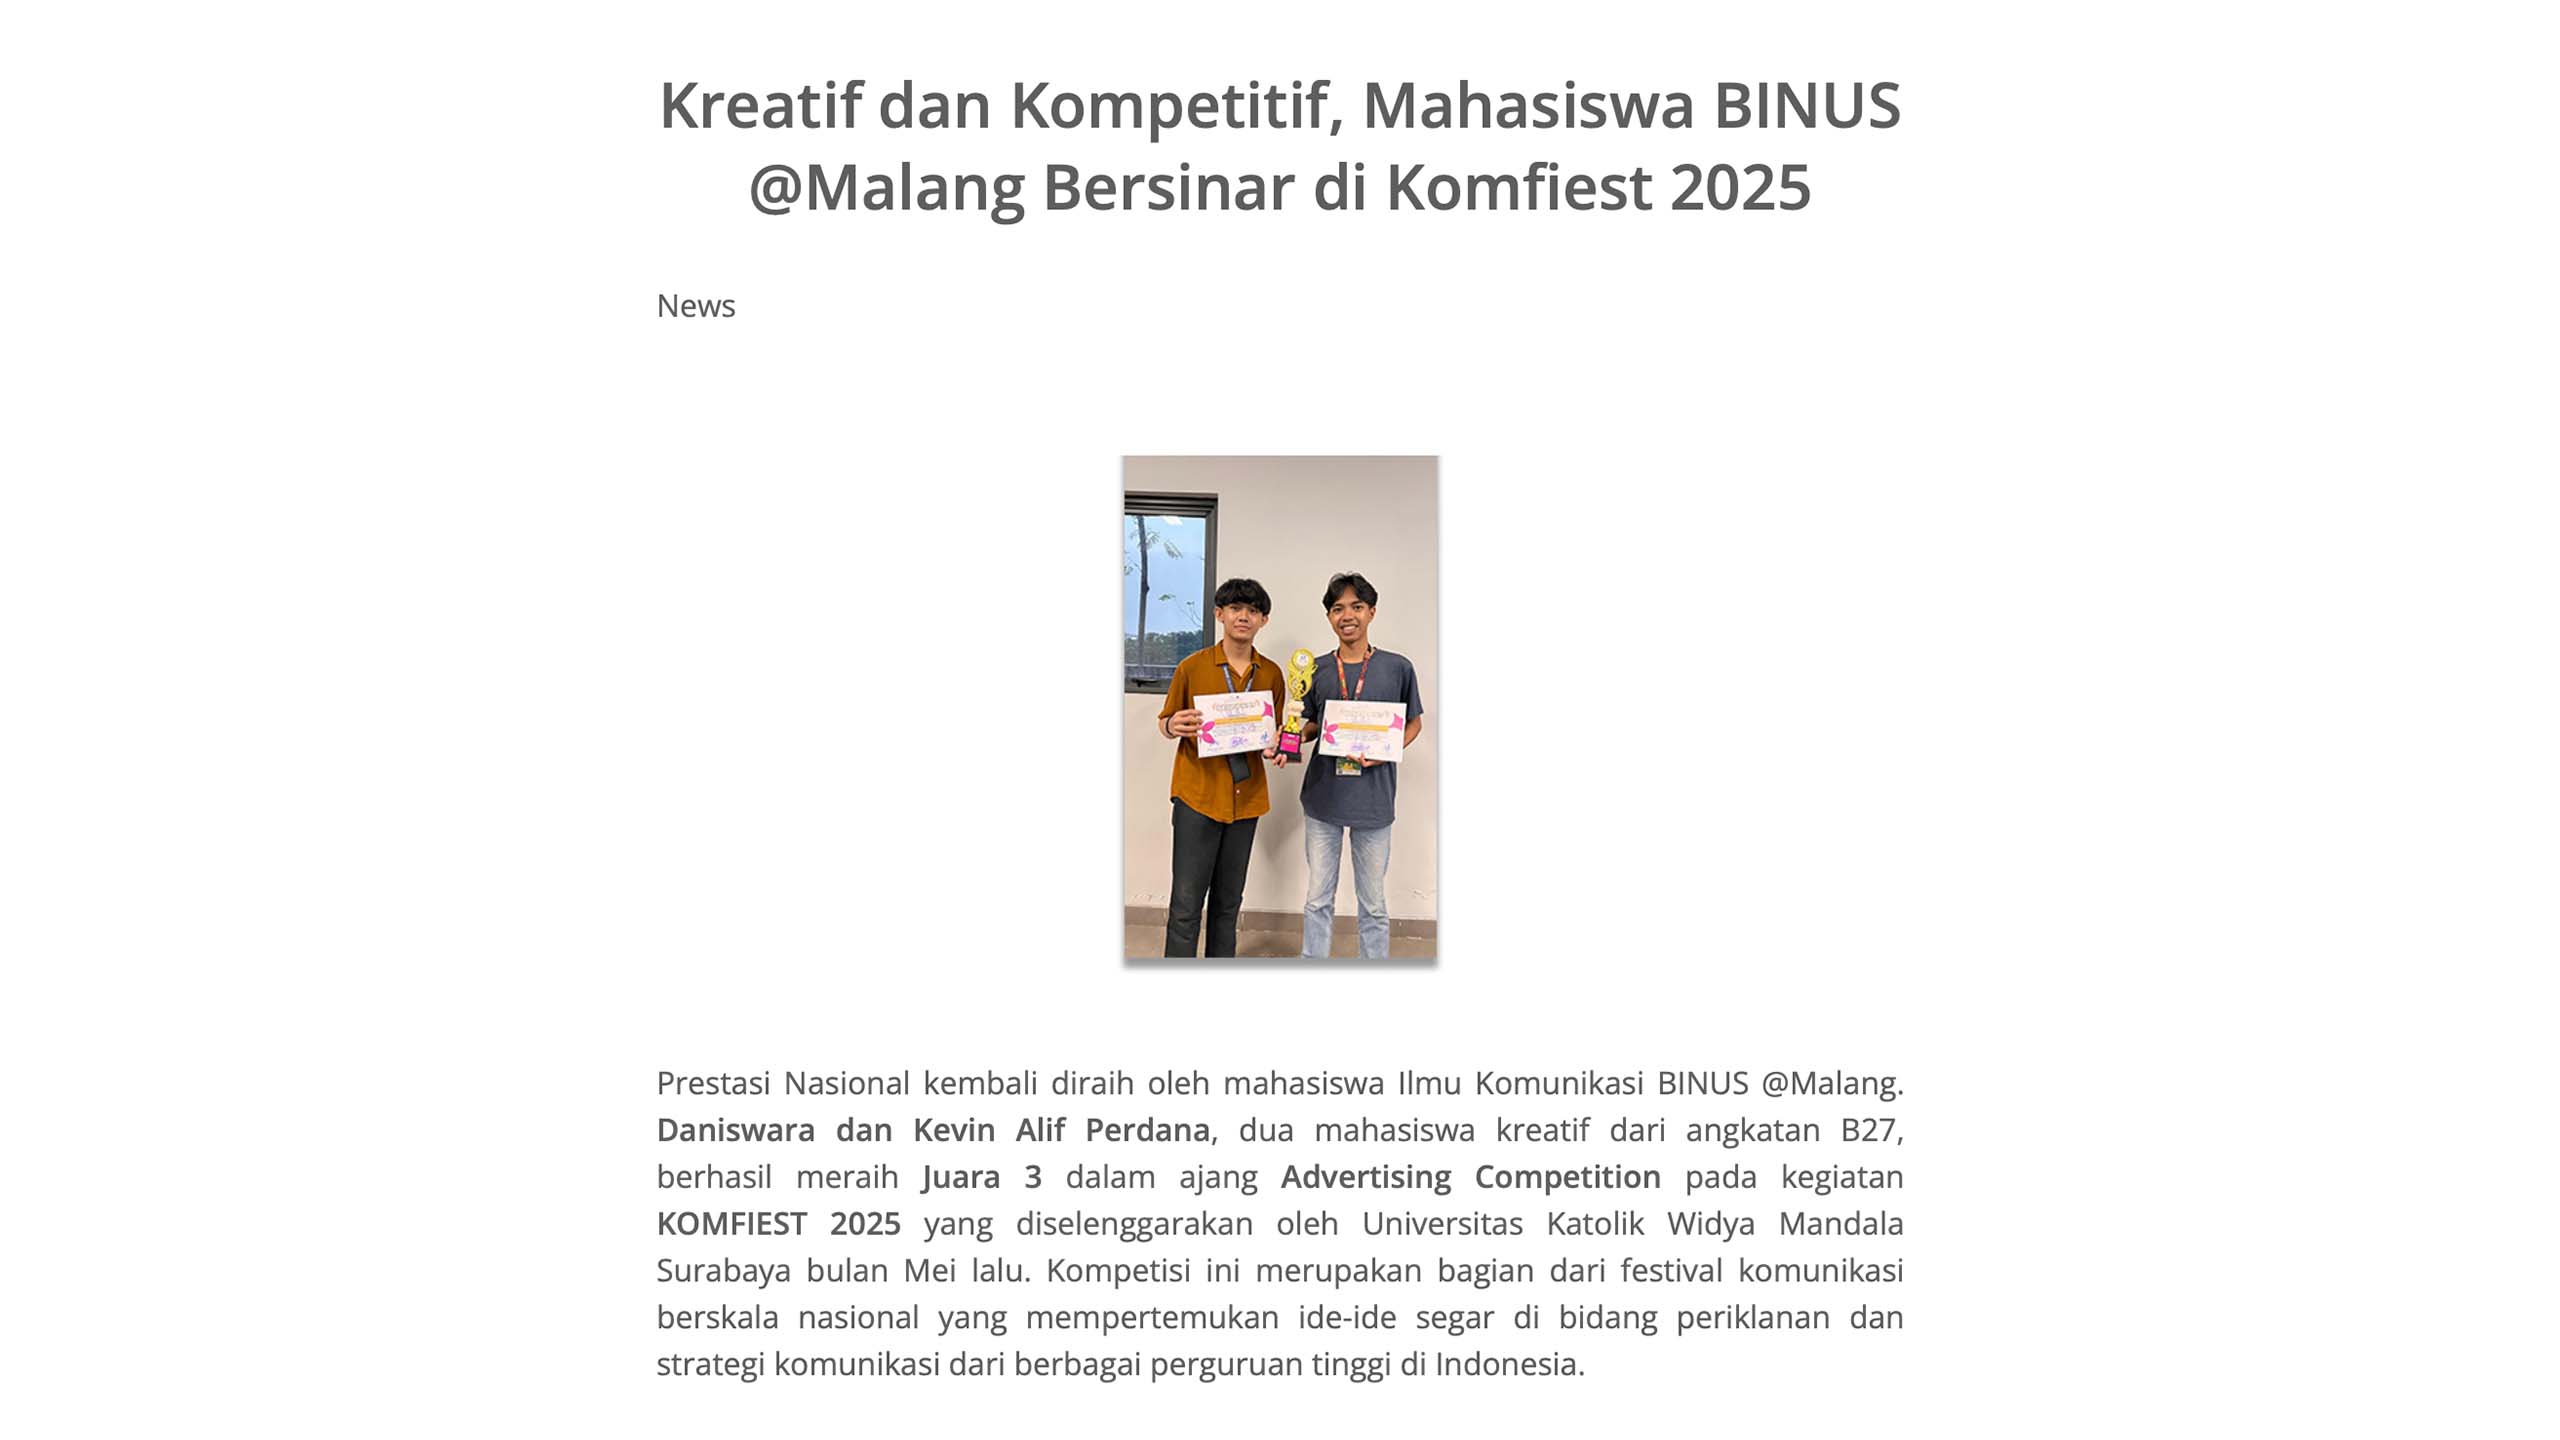 Kreatif dan Kompetitif, Mahasiswa BINUS
@Malang Bersinar di Komfiest 2025
News
Prestasi Nasional kembali diraih oleh mahasiswa Ilmu Komunikasi BINUS @Malang.
Daniswara dan Kevin Alif Perdana, dua mahasiswa kreatif dari angkatan B27,
berhasil meraih Juara 3 dalam ajang Advertising Competition pada kegiatan
KOMFIEST 2025 yang diselenggarakan oleh Universitas Katolik Widya Mandala
Surabaya bulan Mei lalu. Kompetisi ini merupakan bagian dari festival komunikasi
berskala nasional yang mempertemukan ide-ide segar di bidang periklanan dan
strategi komunikasi dari berbagai perguruan tinggi di Indonesia.